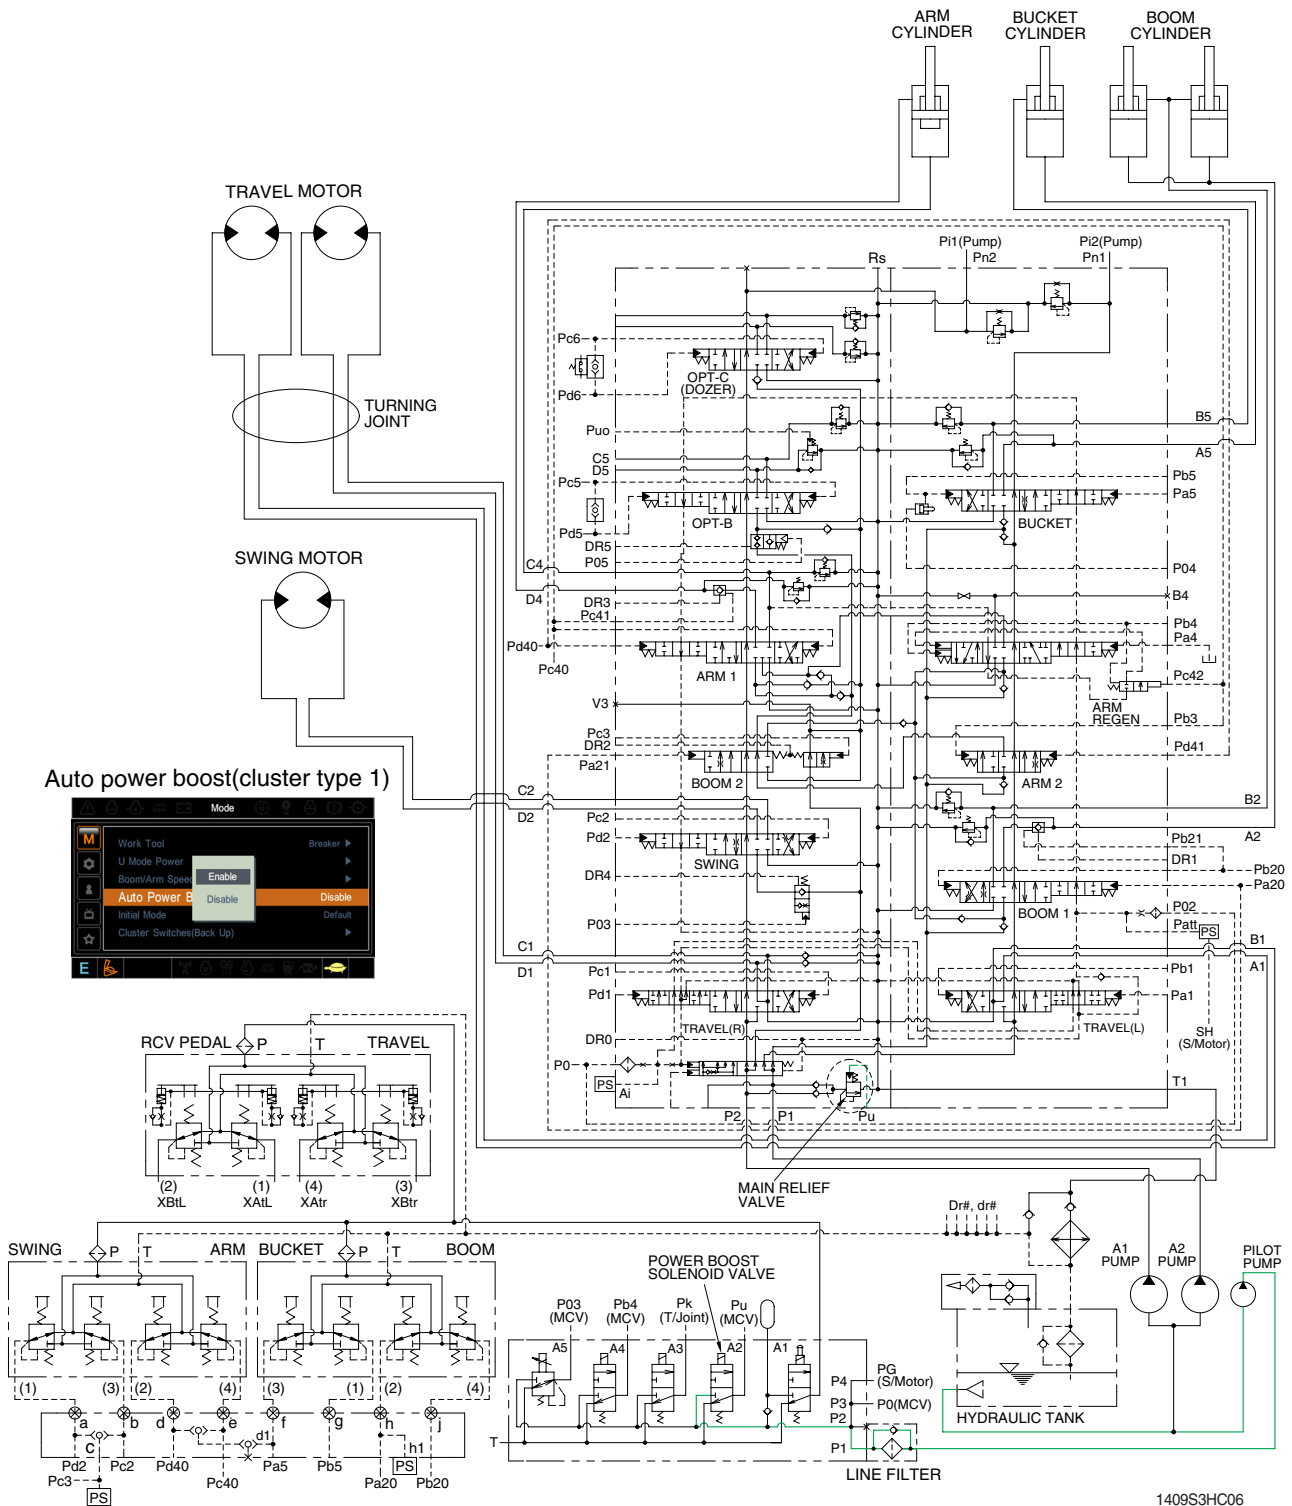 ARM
CYLINDER
BUCKET
CYLINDER
BOOM
CYLINDER
TRAVEL MOTOR
TURNING
JOINT
SWING MOTOR
Pi1(Pump)
Pn2
Pi2(Pump)
Pn1
Rs
Pc6
OPT-C
(DOZER)
Pd6
Puo
B5
A5
C5
D5
Pc5
Pb5
Pa5
OPT-B
BUCKET
Pd5
DR5
P05
C4
P04
D4
DR3
Pc41
B4
Pb4
Pa4
Pd40
Pc40
ARM 1
Pc42
ARM
REGEN
V3
Pb3
Pc3
DR2
Pa21
Pd41
BOOM 2
ARM 2
C2
D2
B2
A2
Pc2
Pd2
SWING
Pb21
DR1
DR4
Pb20
Pa20
BOOM 1
P02
P03
Patt
PS
C1
D1
B1
A1
Pc1
Pd1
Pb1
Pa1
TRAVEL(R)
TRAVEL(L)
SH
(S/Motor)
DR0
P0
PS
Ai
T1
P2
P1
Pu
MAIN RELIEF
VALVE
Auto power boost(cluster type 1)
Mode
M
Work Tool
Breaker
U Mode Power
Boom/Arm Speed
Enable
Auto Power B
Disable
Disable
Initial Mode
Default
Cluster Switches(Back Up)
E
RCV PEDAL
P
T
TRAVEL
(2)
XBtL
(1)
XAtL
(4)
XAtr
(3)
XBtr
SWING
P
T
ARM
BUCKET
P
T
BOOM
(1)
(3)
(2)
(4)
(3)
(1)
(2)
(4)
a
b
d
e
f
g
h
j
c
d1
h1
PS
Pd2
Pc2
Pd40
Pc40
Pa5
Pb5
Pa20
Pb20
Pc3
PS
POWER BOOST
SOLENOID VALVE
P03
(MCV)
Pb4
(MCV)
Pk
(T/Joint)
Pu
(MCV)
A5
A4
A3
A2
A1
T
P4
PG
(S/Motor)
P3
P0(MCV)
P2
P1
LINE FILTER
Dr#, dr#
HYDRAULIC TANK
A1
PUMP
A2
PUMP
PILOT
PUMP
1409S3HC06